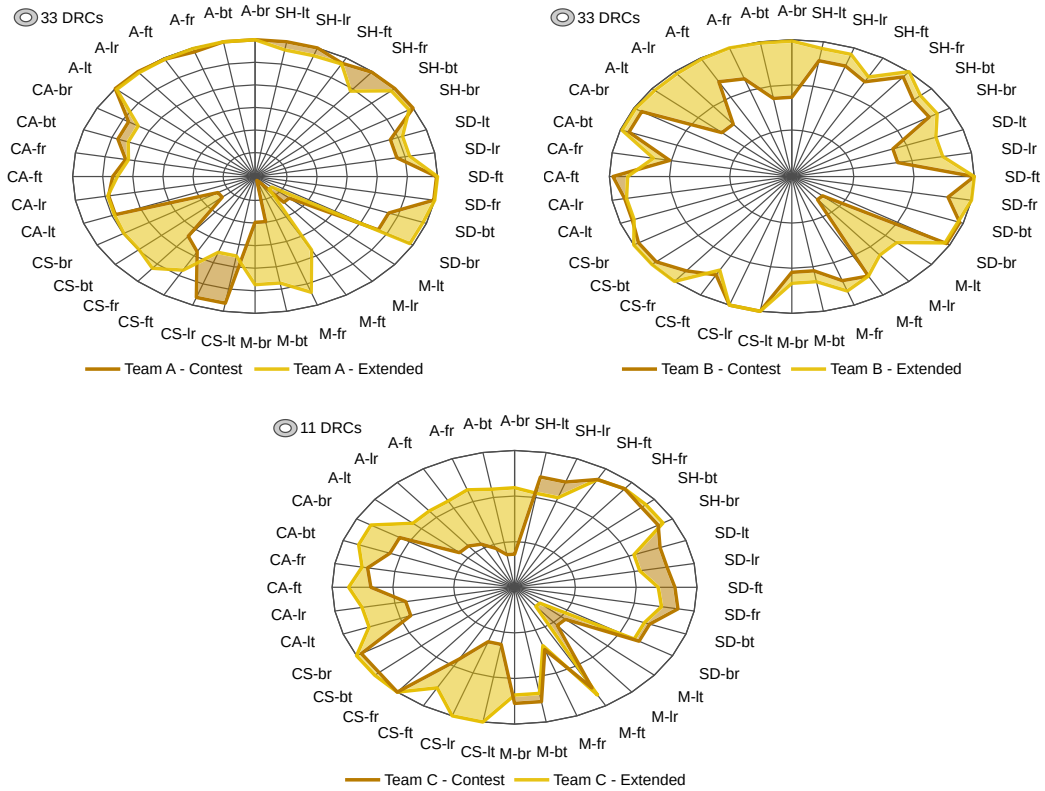 33 DRCs
A-br
SH-lt
SH-lr
SH-ft
SH-fr
SH-bt
SH-br
SD-lt
SD-lr
SD-ft
SD-fr
SD-bt
SD-br
M-lt
M-lr
M-ft
M-fr
M-bt
M-br
CS-lt
CS-lr
CS-ft
CS-fr
CS-bt
CS-br
CA-lt
CA-lr
CA-ft
CA-fr
CA-bt
CA-br
A-lt
A-lr
A-ft
A-fr
A-bt
Team A - Contest
Team A - Extended
33 DRCs
A-br
SH-lt
SH-lr
SH-ft
SH-fr
SH-bt
SH-br
SD-lt
SD-lr
SD-ft
SD-fr
SD-bt
SD-br
M-lt
M-lr
M-ft
M-fr
M-bt
M-br
CS-lt
CS-lr
CS-ft
CS-fr
CS-bt
CS-br
CA-lt
CA-lr
CA-ft
CA-fr
CA-bt
CA-br
A-lt
A-lr
A-ft
A-fr
A-bt
Team B - Contest
Team B - Extended
11 DRCs
A-br
SH-lt
SH-lr
SH-ft
SH-fr
SH-bt
SH-br
SD-lt
SD-lr
SD-ft
SD-fr
SD-bt
SD-br
M-lt
M-lr
M-ft
M-fr
M-bt
M-br
CS-lt
CS-lr
CS-ft
CS-fr
CS-bt
CS-br
CA-lt
CA-lr
CA-ft
CA-fr
CA-bt
CA-br
A-lt
A-lr
A-ft
A-fr
A-bt
Team C - Contest
Team C - Extended